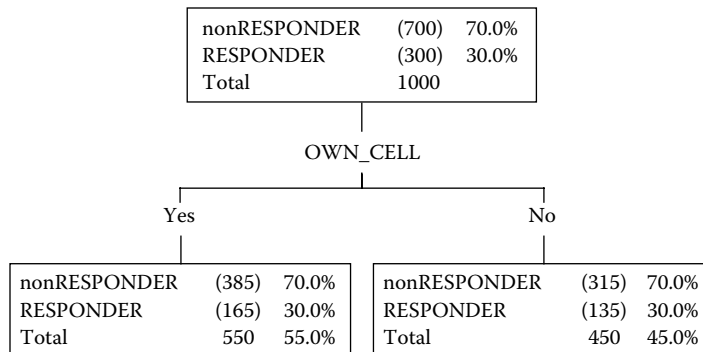 nonRESPONDER (700) 70.0%
RESPONDER (300) 30.0%
Total 1000
OWN_CELL
Yes No
nonRESPONDER (385) 70.0% nonRESPONDER (315) 70.0%
RESPONDER (165) 30.0% RESPONDER (135) 30.0%
Total 550 55.0% Total 450 45.0%